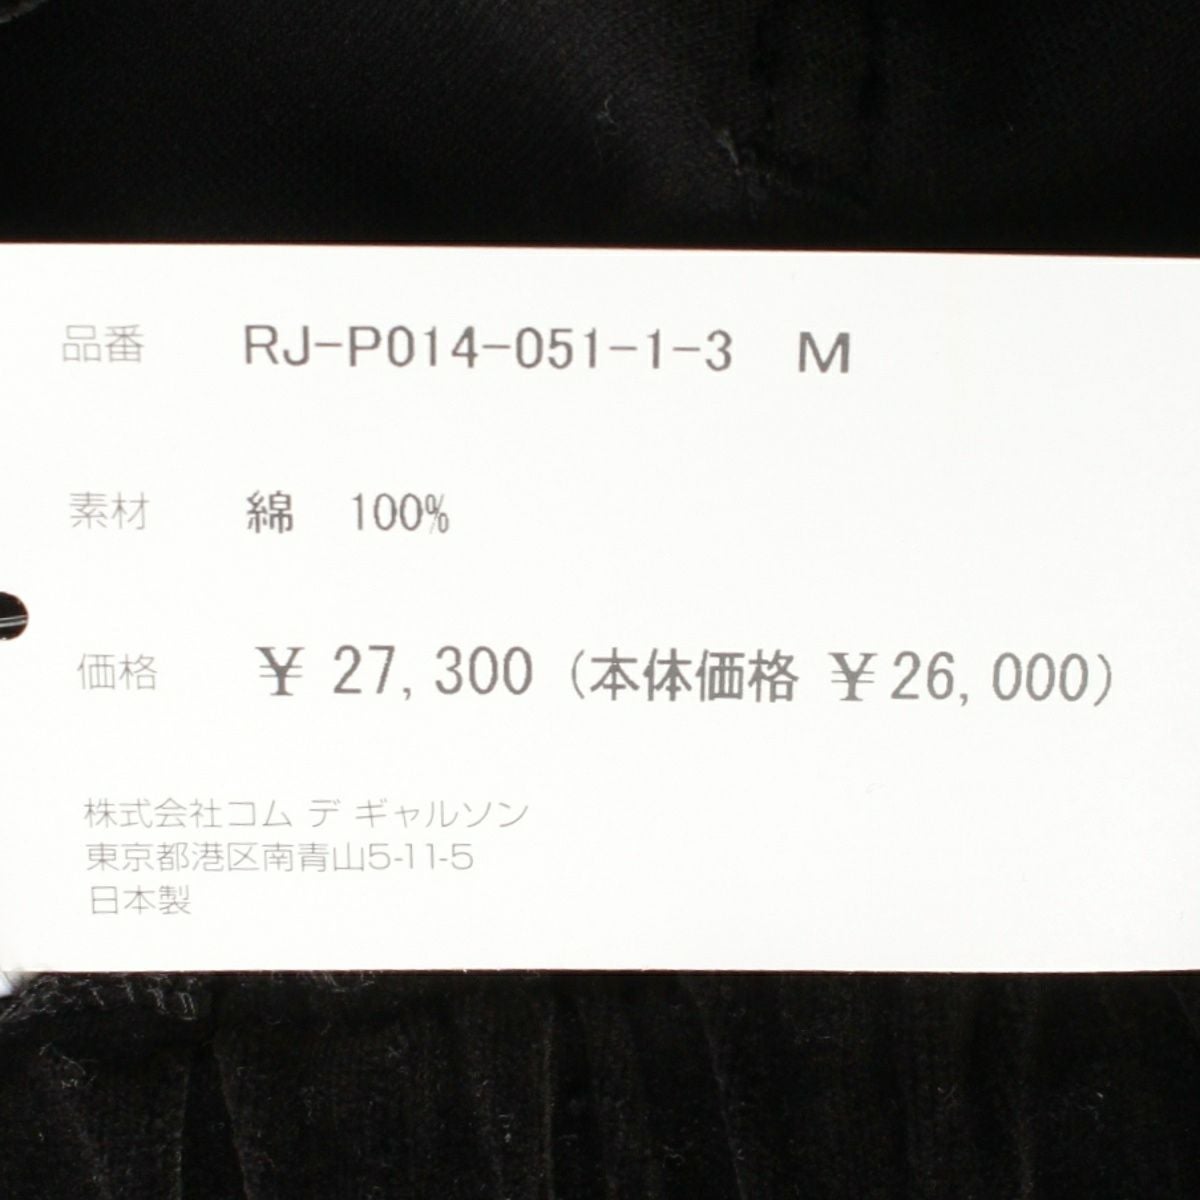 品番 RJ-P014-051-1-3 M
素材 綿 100%
価格 ¥ 27,300 (本体価格 ¥26,000)
株式会社コム デ ギャルソン
東京都港区南青山5-11-5
日本製